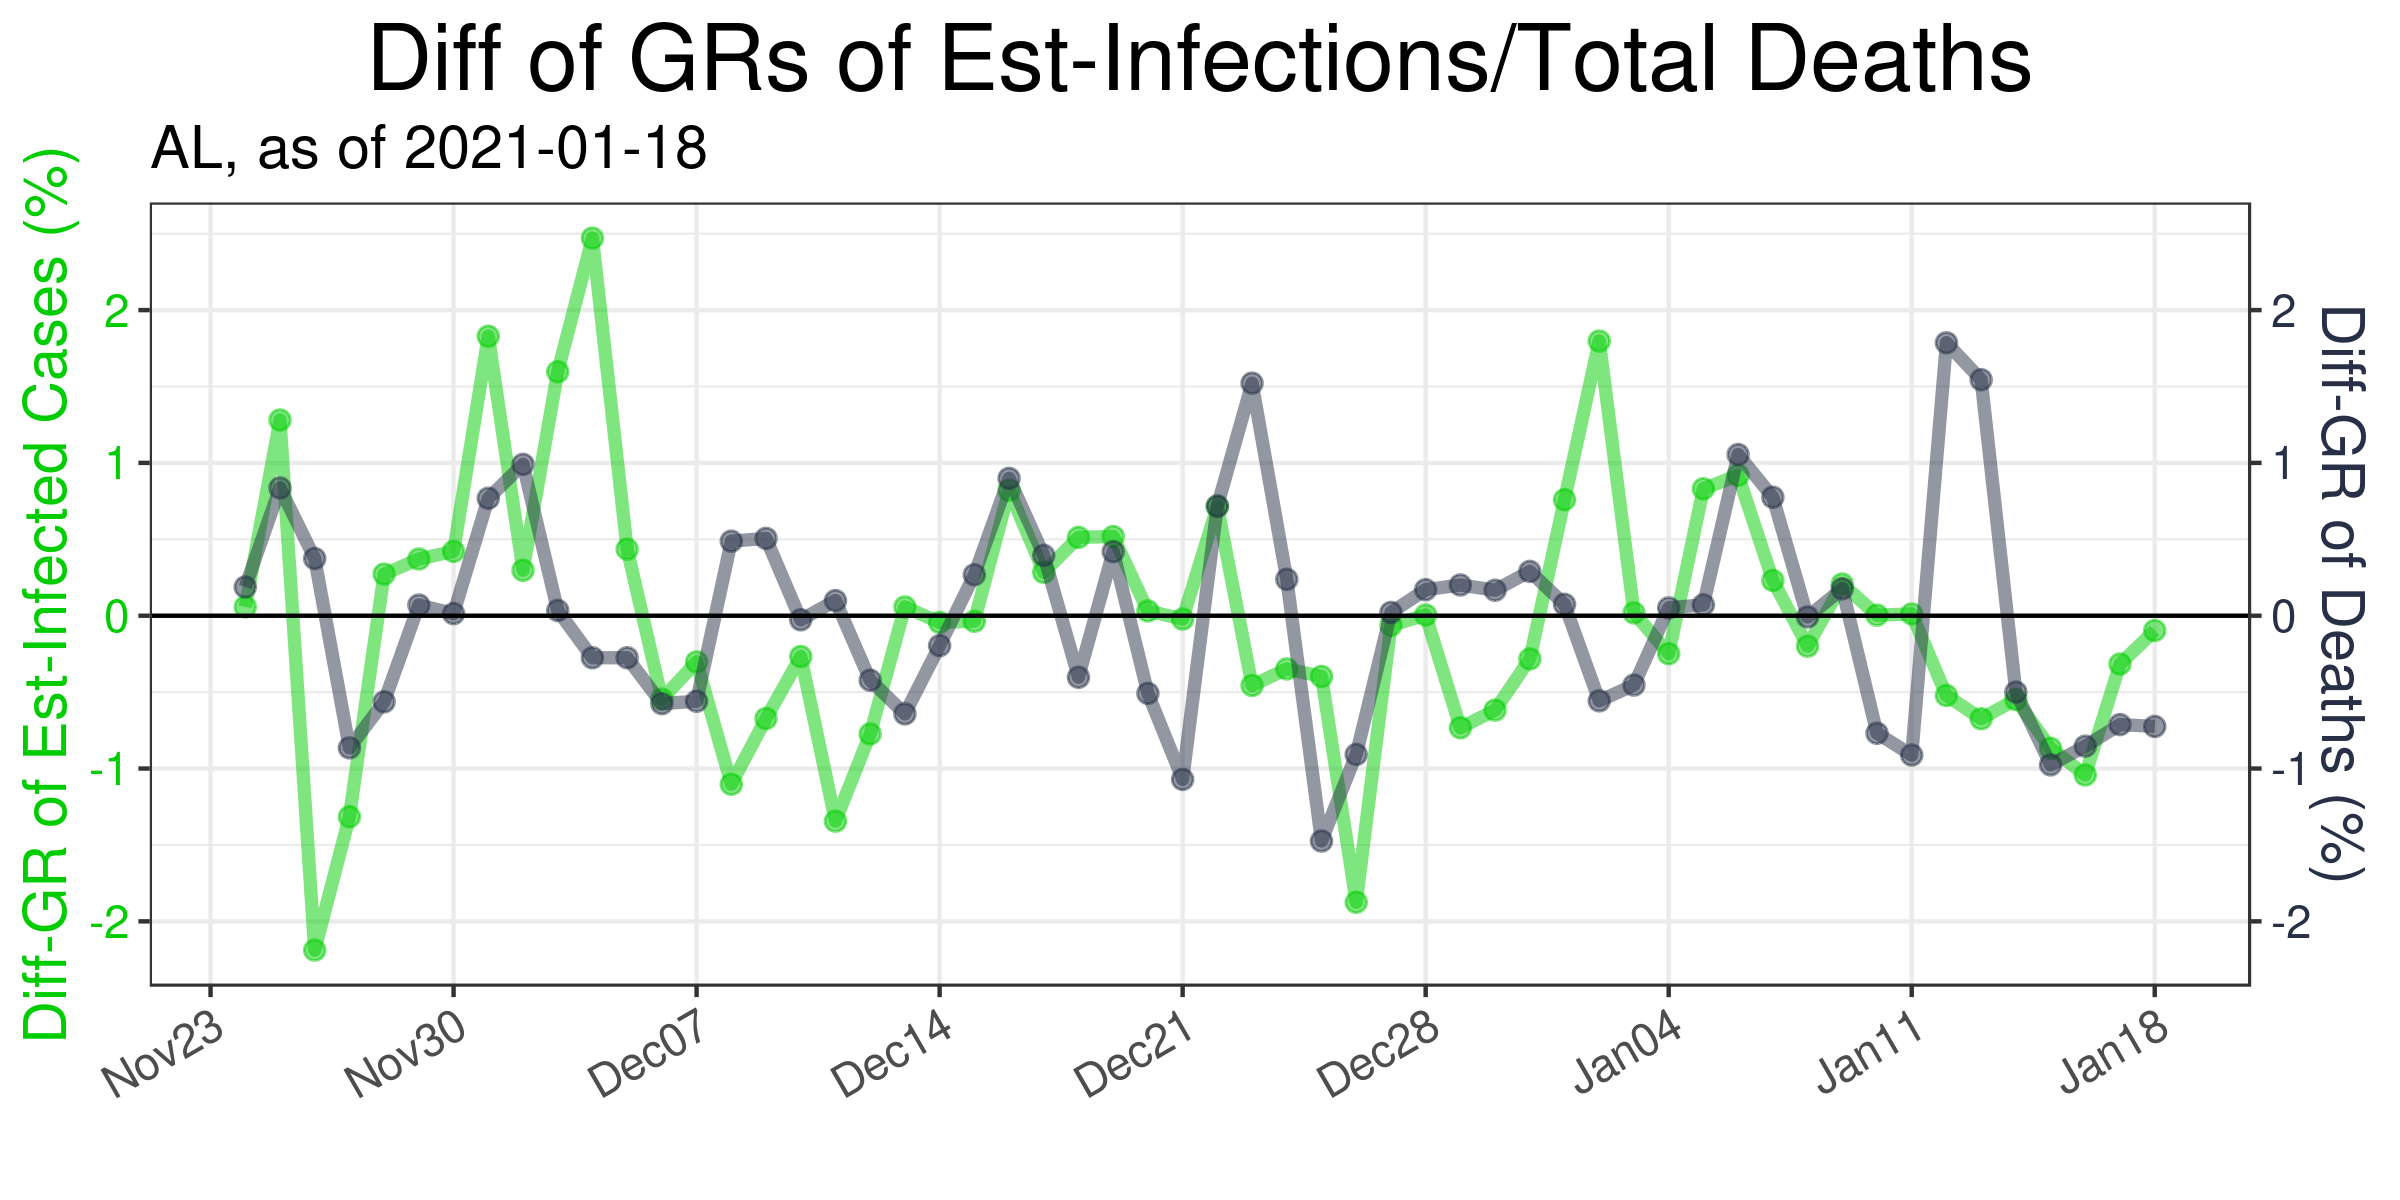 Diff of GRs of Est-Infections/Total Deaths
AL, as of 2021-01-18
Diff-GR of Est-Infected Cases (%)
2
1
0
-1
-2
2
1
0
-1
-2
Diff-GR of Deaths (%)
Nov23
Nov30
Dec07
Dec14
Dec21
Dec28
Jan04
Jan11
Jan18